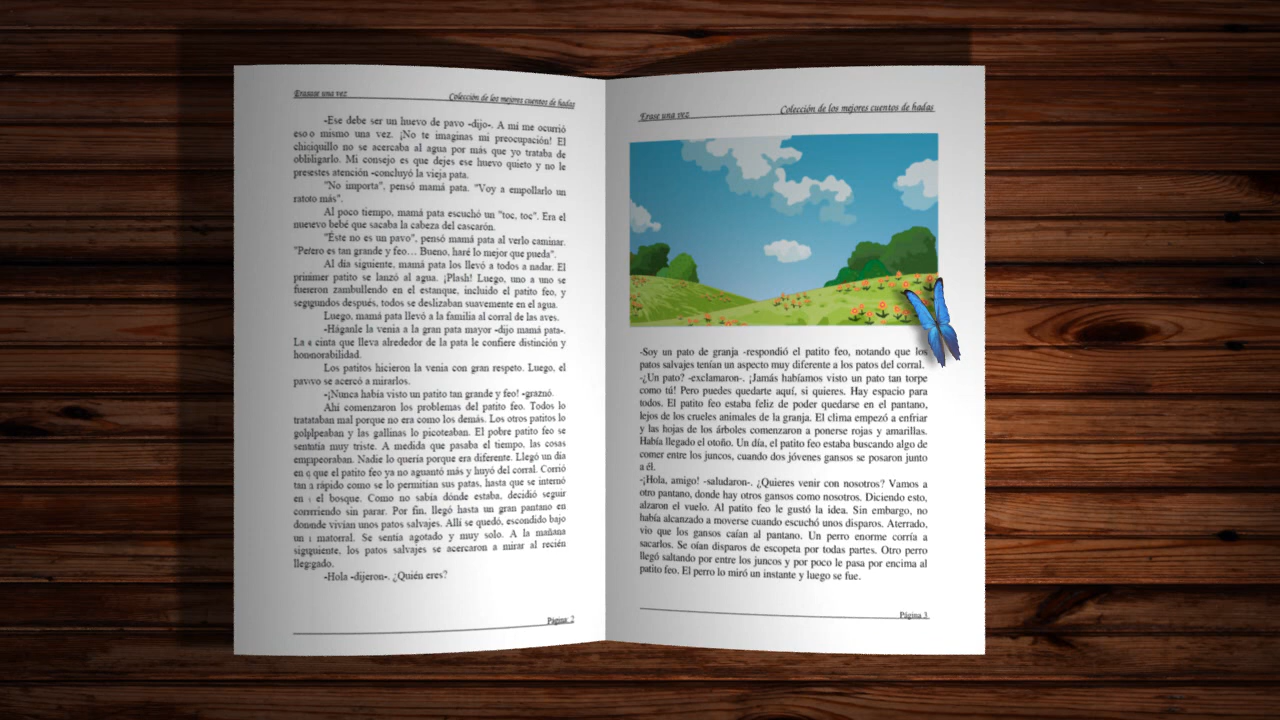 Eraaase una vez
Colección de los mejores cuentos de hadas
-Ese debe ser un huevo de pavo -dijo-. A mí me ocurrió
eso o mismo una vez. ¡No te imaginas mi preocupación! El
chiciquillo no se acercaba al agua por más que yo trataba de
obbligarlo. Mi consejo es que dejes ese huevo quieto y no le
presestes atención -concluyó la vieja pata.
"No importa", pensó mamá pata. "Voy a empollarlo un
ratoto más".
Al poco tiempo, mamá pata escuchó un "toc, toc". Era el
nuevo bebé que sacaba la cabeza del cascarón.
"Éste no es un pavo", pensó mamá pata al verlo caminar.
"Petero es tan grande y feo… Bueno, haré lo mejor que pueda".
Al día siguiente, mamá pata los llevó a todos a nadar. El
prinimer patito se lanzó al agua. ¡Plash! Luego, uno a uno se
fueieron zambullendo en el estanque, incluido el patito feo, y
segigundos después, todos se deslizaban suavemente en el agua.
Luego, mamá pata llevó a la familia al corral de las aves.
-Háganle la venia a la gran pata mayor -dijo mamá pata-.
La c cinta que lleva alrededor de la pata le confiere distinción y
hononorabilidad.
Los patitos hicieron la venia con gran respeto. Luego, el
pavvvo se acercó a mirarlos.
-¡Nunca había visto un patito tan grande y feo! -graznó.
Ahí comenzaron los problemas del patito feo. Todos lo
tratataban mal porque no era como los demás. Los otros patitos lo
golplpeaban y las gallinas lo picoteaban. El pobre patito feo se
sentntía muy triste. A medida que pasaba el tiempo, las cosas
empmpeoraban. Nadie lo quería porque era diferente. Llegó un día
en q que el patito feo ya no aguantó más y huyó del corral. Corrió
tan a rápido como se lo permitían sus patas, hasta que se internó
en e el bosque. Como no sabía dónde estaba, decidió seguir
corrrriendo sin parar. Por fin, llegó hasta un gran pantano en
dononde vivían unos patos salvajes. Allí se quedó, escondido bajo
un i matorral. Se sentía agotado y muy solo. A la mañana
sigiguiente, los patos salvajes se acercaron a mirar al recién
lleggegado.
-Hola -dijeron-. ¿Quién eres?
Página 2
Erase una vez
Colección de los mejores cuentos de hadas
-Soy un pato de granja -respondió el patito feo, notando que los
patos salvajes tenían un aspecto muy diferente a los patos del corral.
-¿Un pato? -exclamaron-. ¡Jamás habíamos visto un pato tan torpe
como tú! Pero puedes quedarte aquí, si quieres. Hay espacio para
todos. El patito feo estaba feliz de poder quedarse en el pantano,
lejos de los crueles animales de la granja. El clima empezó a enfriar
y las hojas de los árboles comenzaron a ponerse rojas y amarillas.
Había llegado el otoño. Un día, el patito feo estaba buscando algo de
comer entre los juncos, cuando dos jóvenes gansos se posaron junto
a él.
-¡Hola, amigo! -saludaron-. ¿Quieres venir con nosotros? Vamos a
otro pantano, donde hay otros gansos como nosotros. Diciendo esto,
alzaron el vuelo. Al patito feo le gustó la idea. Sin embargo, no
había alcanzado a moverse cuando escuchó unos disparos. Aterrado,
vio que los gansos caían al pantano. Un perro enorme corría a
sacarlos. Se oían disparos de escopeta por todas partes. Otro perro
llegó saltando por entre los juncos y por poco le pasa por encima al
patito feo. El perro lo miró un instante y luego se fue.
Página 3